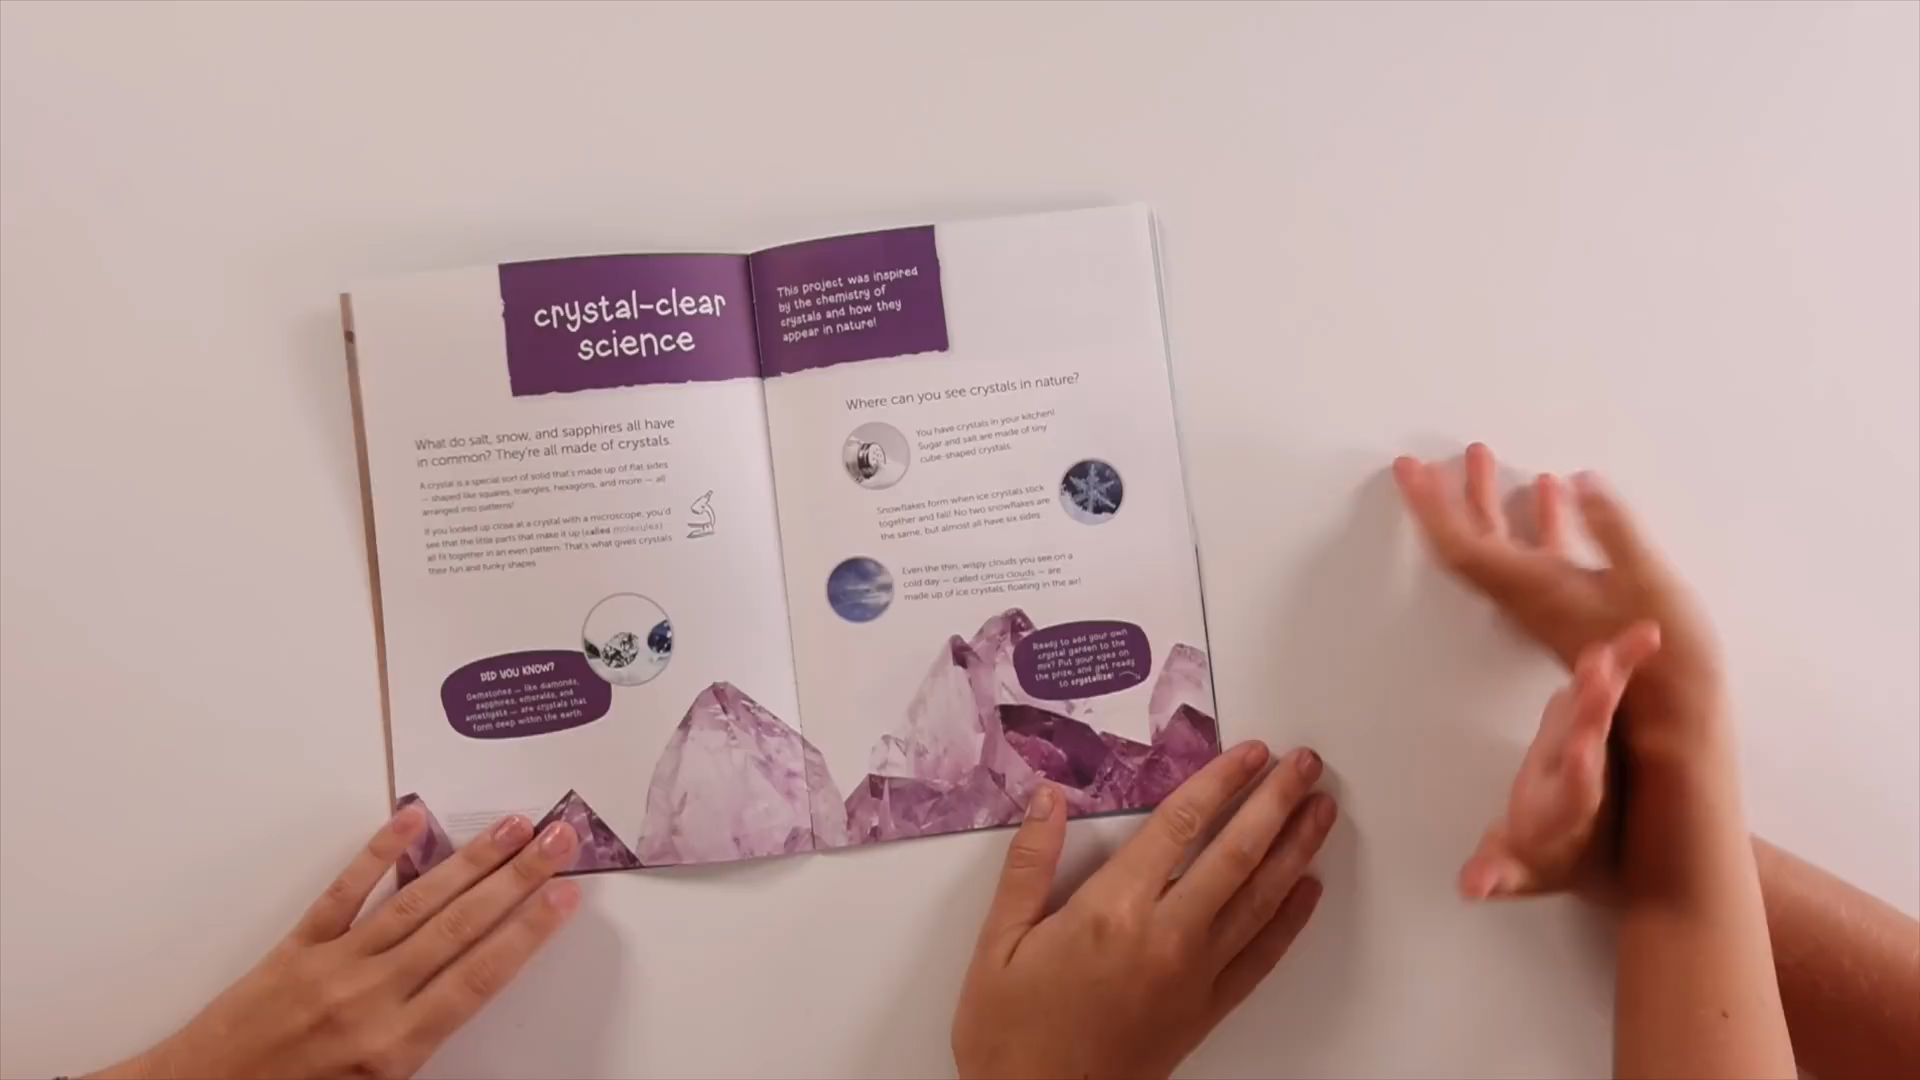 crystal-clear
science
This project was inspired
by the chemistry of
crystals and how they
appear in nature!
What do salt, snow, and sapphires all have
in common? They're all made of crystals.
A crystal is a special sort of solid that's made up of flat sides
— shaped like squares, triangles, hexagons, and more — all
arranged into patterns!
If you looked up close at a crystal with a microscope, you'd
see that the little parts that make it up (called molecules)
all fit together in an even pattern. That's what gives crystals
their fun and funky shapes.
DID YOU KNOW?
Gemstones — like diamonds,
sapphires, emeralds, and
amethysts — are crystals that
form deep within the earth.
Where can you see crystals in nature?
You have crystals in your kitchen!
Sugar and salt are made of tiny
cube-shaped crystals.
Snowflakes form when ice crystals stick
together and fall! No two snowflakes are
the same, but almost all have six sides.
Even the thin, wispy clouds you see on a
cold day — called cirrus clouds — are
made up of ice crystals, floating in the air!
Ready to add your own
crystal garden to the
mix? Put your eyes on
the prize, and get ready
to crystallize!